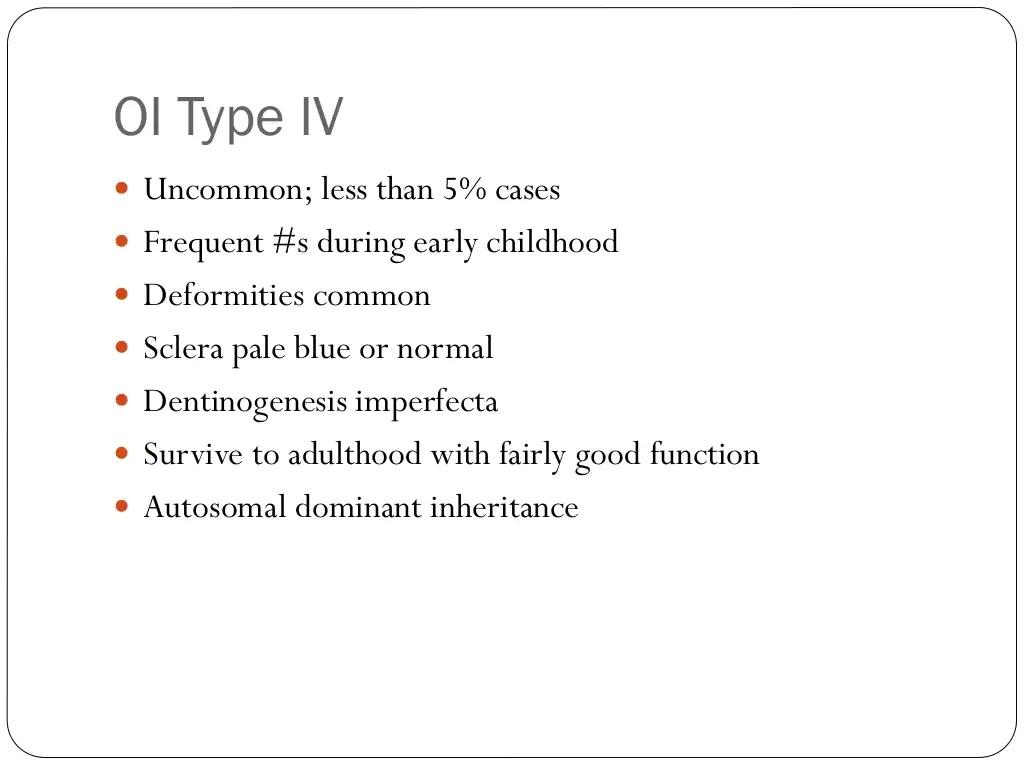 OI Type IV
• Uncommon; less than 5% cases
• Frequent #s during early childhood
• Deformities common
• Sclera pale blue or normal
• Dentinogenesis imperfecta
• Survive to adulthood with fairly good function
• Autosomal dominant inheritance